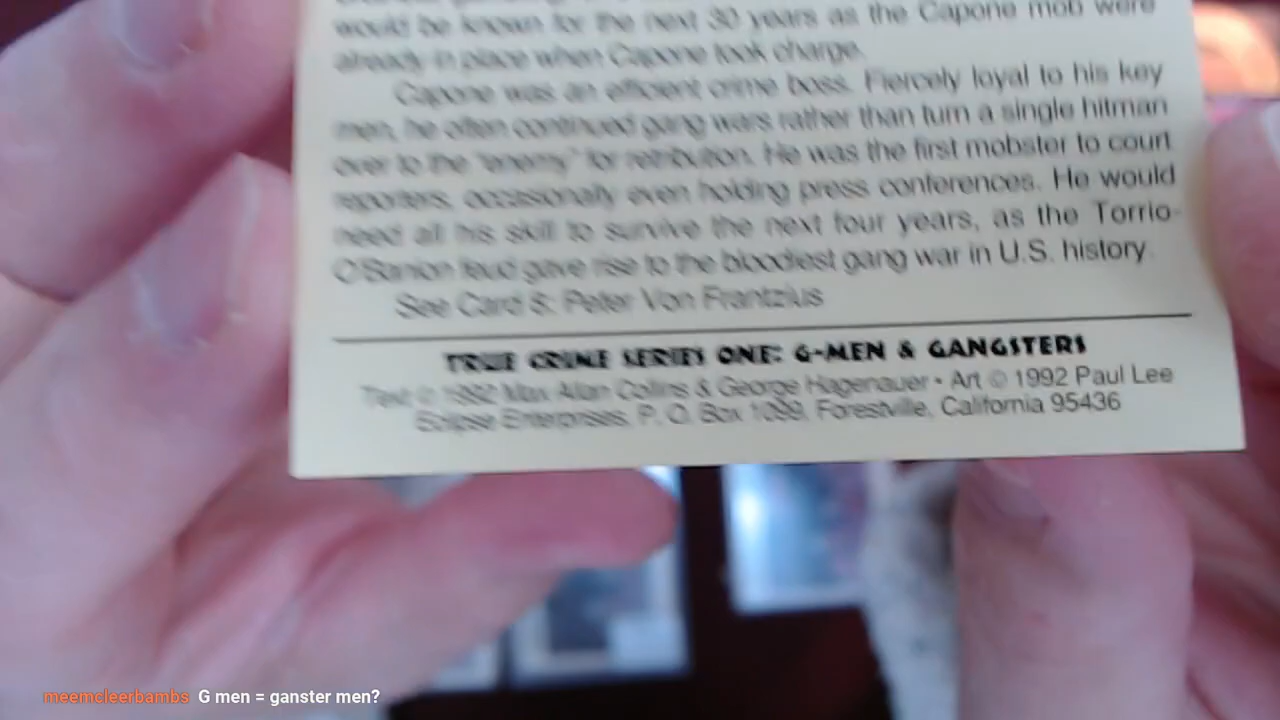 would be known for the next 30 years as the Capone mob were
already in place when Capone took charge.
Capone was an efficient crime boss. Fiercely loyal to his key
men, he often continued gang wars rather than turn a single hitman
over to the "enemy" for retribution. He was the first mobster to court
reporters, occasionally even holding press conferences. He would
need all his skill to survive the next four years, as the Torrio-
O'Banion feud gave rise to the bloodiest gang war in U.S. history.
See Card 5: Peter Von Frantzius
TRUE CRIME SERIES ONE: G-MEN & GANGSTERS
Text © 1992 Max Allan Collins & George Hagenauer • Art © 1992 Paul Lee
Eclipse Enterprises, P. O. Box 1099, Forestville, California 95436
meemcleerbambs G men = ganster men?